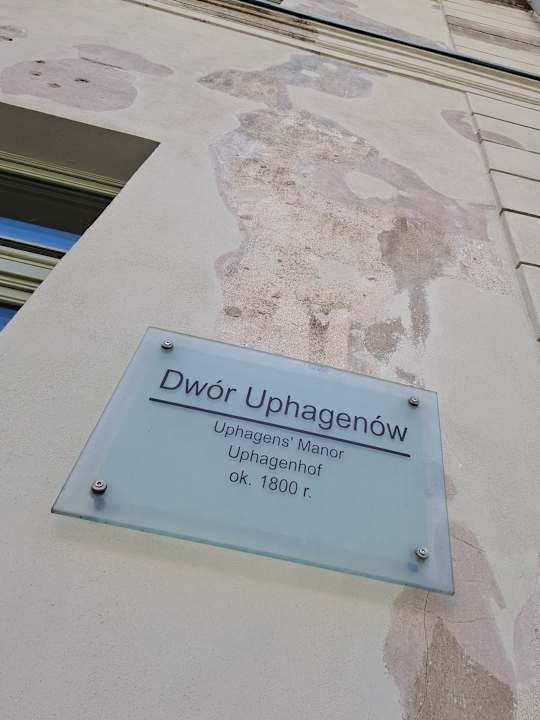 Dwór Uphagenów
Uphagens' Manor
Uphagenhof
ok. 1800 r.